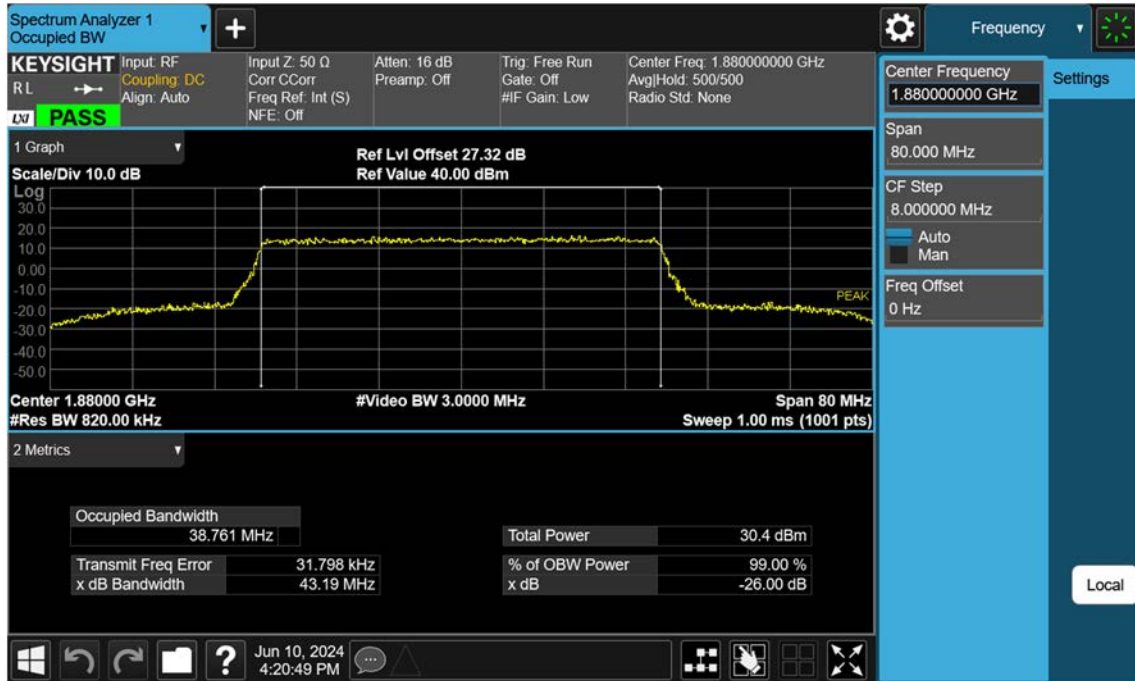 Spectrum Analyzer 1
Occupied BW
+
Frequency
KEYSIGHT
R L
LXI
PASS
Input: RF
Coupling: DC
Align: Auto
Input Z: 50 Ω
Corr CCorr
Freq Ref: Int (S)
NFE: Off
Atten: 16 dB
Preamp: Off
Trig: Free Run
Gate: Off
#IF Gain: Low
Center Freq: 1.880000000 GHz
Avg|Hold: 500/500
Radio Std: None
Center Frequency
1.880000000 GHz
Settings
Span
80.000 MHz
CF Step
8.000000 MHz
Auto
Man
Freq Offset
0 Hz
Local
1 Graph
Scale/Div 10.0 dB
Ref Lvl Offset 27.32 dB
Ref Value 40.00 dBm
Log
30.0
20.0
10.0
0.00
-10.0
-20.0
-30.0
-40.0
-50.0
PEAK
Center 1.88000 GHz
#Video BW 3.0000 MHz
Span 80 MHz
#Res BW 820.00 kHz
Sweep 1.00 ms (1001 pts)
2 Metrics
Occupied Bandwidth
38.761 MHz
Total Power 30.4 dBm
Transmit Freq Error 31.798 kHz
% of OBW Power 99.00 %
x dB Bandwidth 43.19 MHz
x dB -26.00 dB
?
Jun 10, 2024
4:20:49 PM